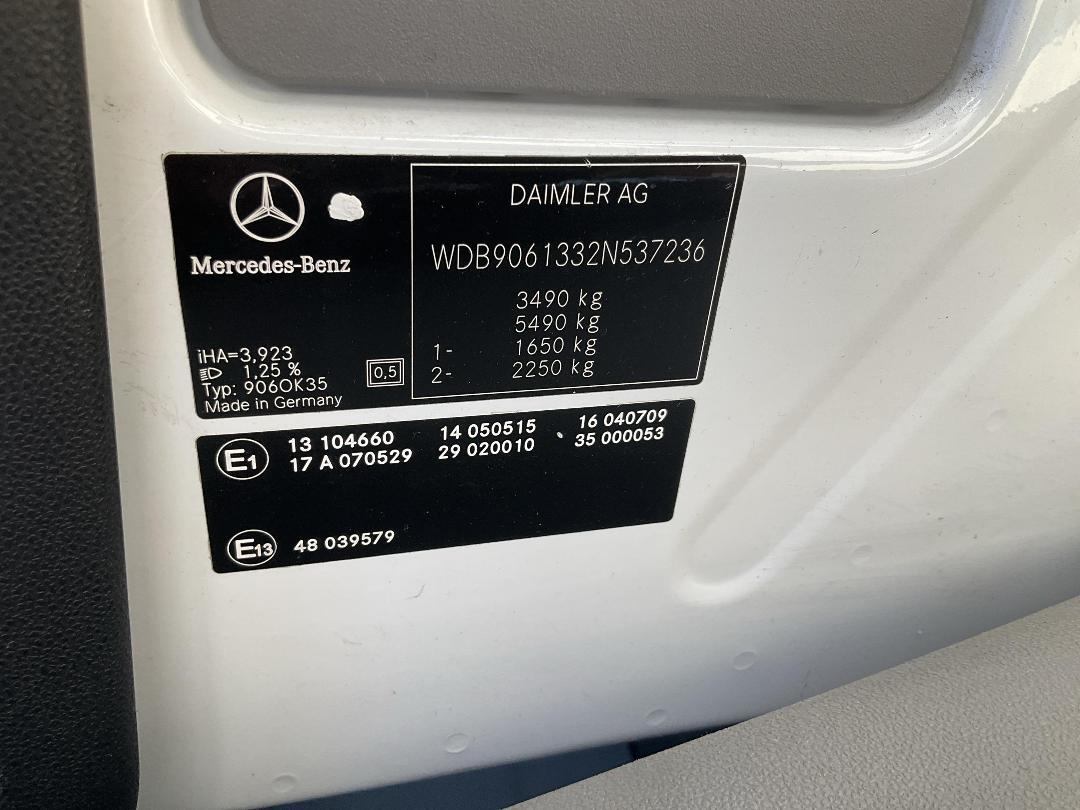 Mercedes-Benz
iHA=3,923
1,25 %
Typ: 906OK35
Made in Germany
0,5
DAIMLER AG
WDB9061332N537236
3490 kg
5490 kg
1- 1650 kg
2- 2250 kg
E1 13 104660 14 050515 16 040709
17 A 070529 29 020010 35 000053
E13 48 039579